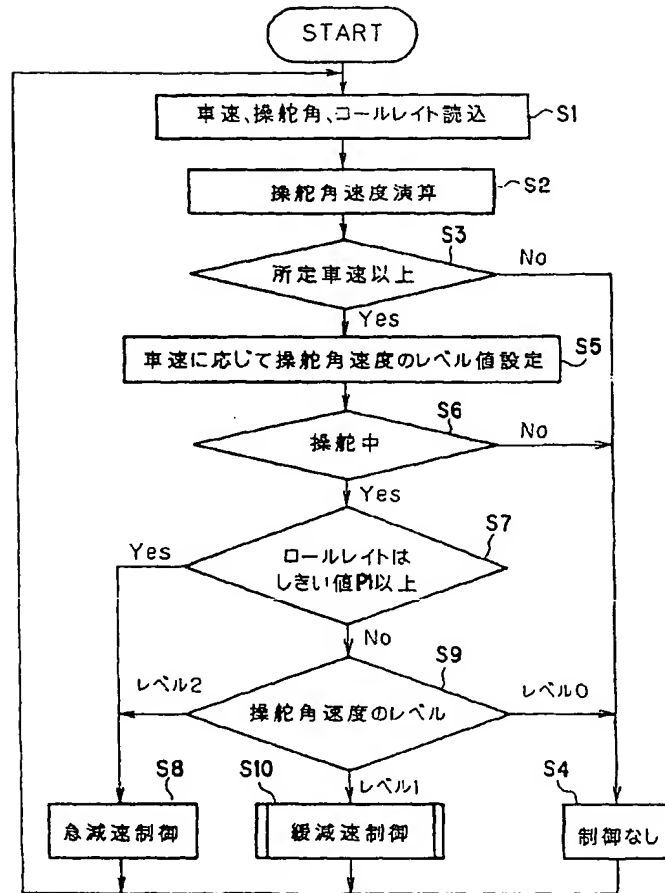 START
車速、操舵角、コールレイト読込
S1
操舵角速度演算
S2
S3
所定車速以上
No
Yes
車速に応じて操舵角速度のレベル値設定
S5
S6
操舵中
No
Yes
S7
Yes
ロールレイトは
しきい値P1以上
No
S9
レベル2
操舵角速度のレベル
レベル0
S8
S10
レベル1
S4
急減速制御
緩減速制御
制御なし